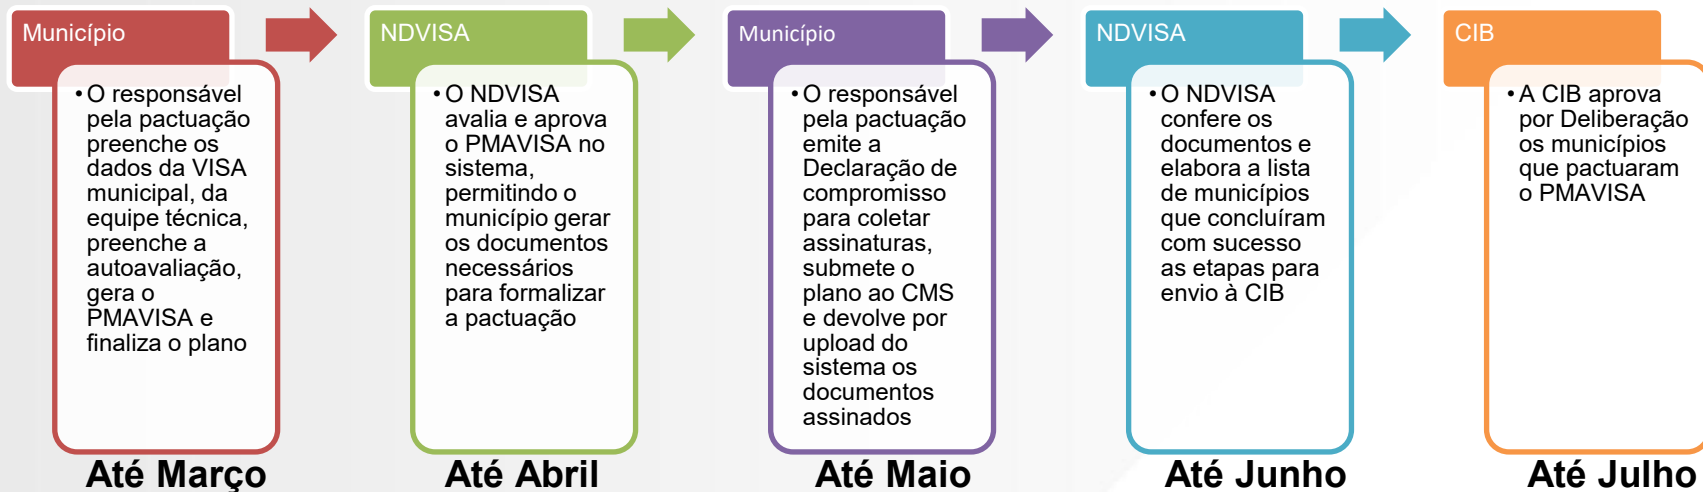 Município
• O responsável
pela pactuação
preenche os
dados da VISA
municipal, da
equipe técnica,
preenche a
autoavaliação,
gera o
PMAVISA e
finaliza o plano
Até Março
NDVISA
• O NDVISA
avalia e aprova
o PMAVISA no
sistema,
permitindo o
município gerar
os documentos
necessários
para formalizar
a pactuação
Até Abril
Município
• O responsável
pela pactuação
emite a
Declaração de
compromisso
para coletar
assinaturas,
submete o
plano ao CMS
e devolve por
upload do
sistema os
documentos
assinados
Até Maio
NDVISA
• O NDVISA
confere os
documentos e
elabora a lista
de municípios
que concluíram
com sucesso
as etapas para
envio à CIB
Até Junho
CIB
• A CIB aprova
por Deliberação
os municípios
que pactuaram
o PMAVISA
Até Julho